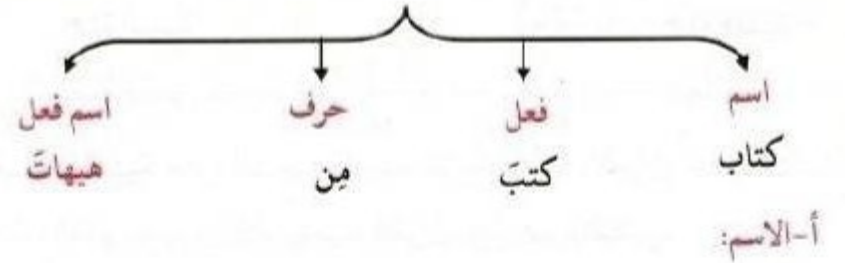 اسم فعل حرف اسم فعل
كتاب كتبَ مِن هيهاتَ
أ-الاسم: